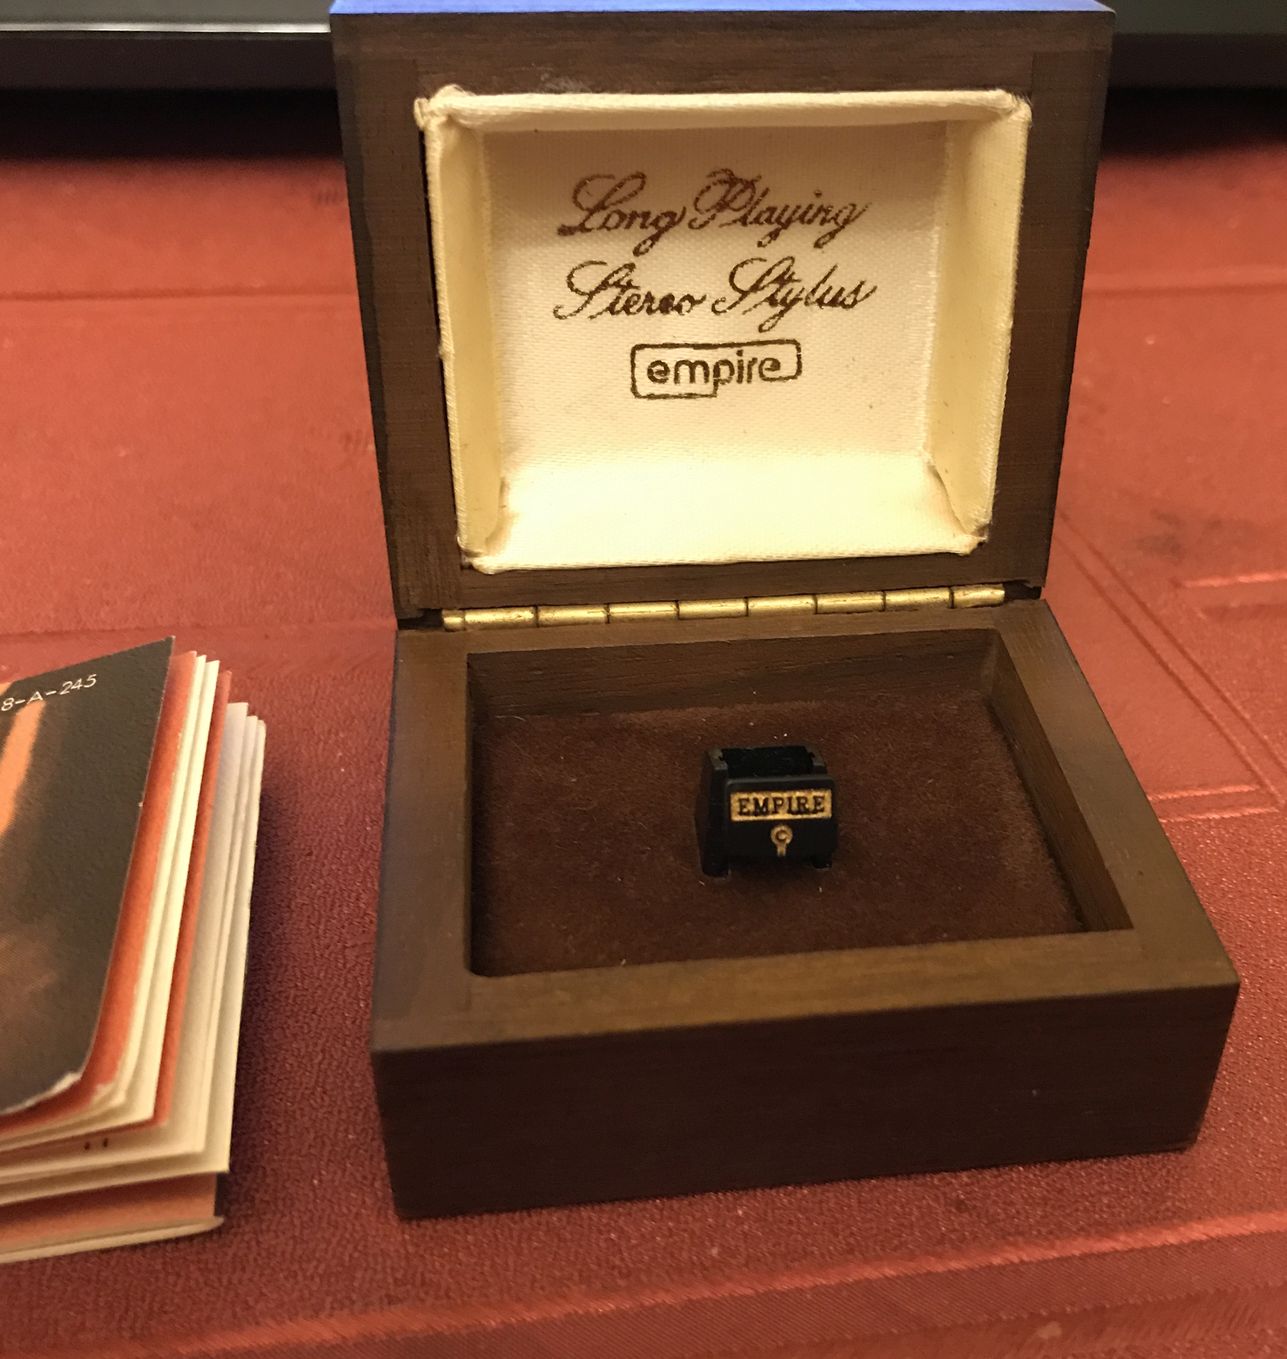 Long Playing
Stereo Stylus
empire
EMPIRE
8-A-245